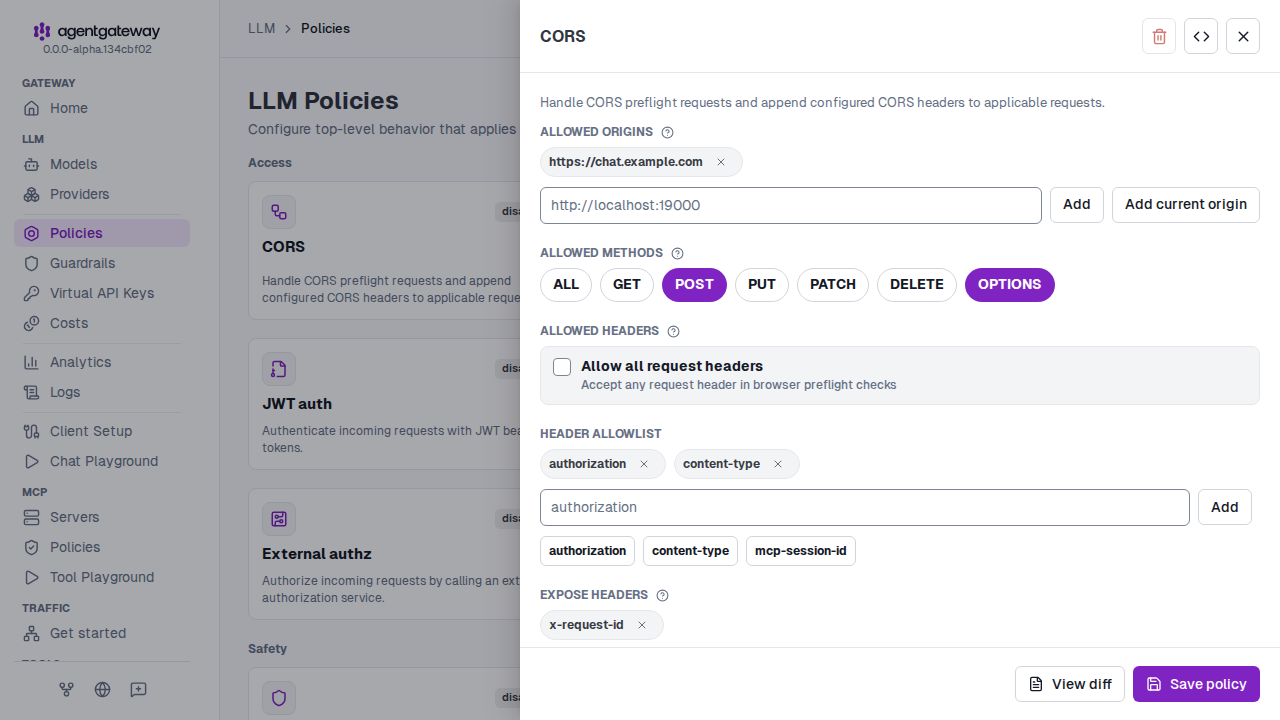 agentgateway
0.0.0-alpha.134cbf02
GATEWAY
Home
LLM
Models
Providers
Policies
Guardrails
Virtual API Keys
Costs
Analytics
Logs
Client Setup
Chat Playground
MCP
Servers
Policies
Tool Playground
TRAFFIC
Get started
LLM > Policies
LLM Policies
Configure top-level behavior that applies
Access
CORS
Handle CORS preflight requests and append
configured CORS headers to applicable reque
JWT auth
Authenticate incoming requests with JWT bea
tokens.
External authz
Authorize incoming requests by calling an ext
authorization service.
Safety
CORS
Handle CORS preflight requests and append configured CORS headers to applicable requests.
ALLOWED ORIGINS
https://chat.example.com
http://localhost:19000
Add
Add current origin
ALLOWED METHODS
ALL GET POST PUT PATCH DELETE OPTIONS
ALLOWED HEADERS
Allow all request headers
Accept any request header in browser preflight checks
HEADER ALLOWLIST
authorization content-type
authorization
Add
authorization content-type mcp-session-id
EXPOSE HEADERS
x-request-id
View diff
Save policy